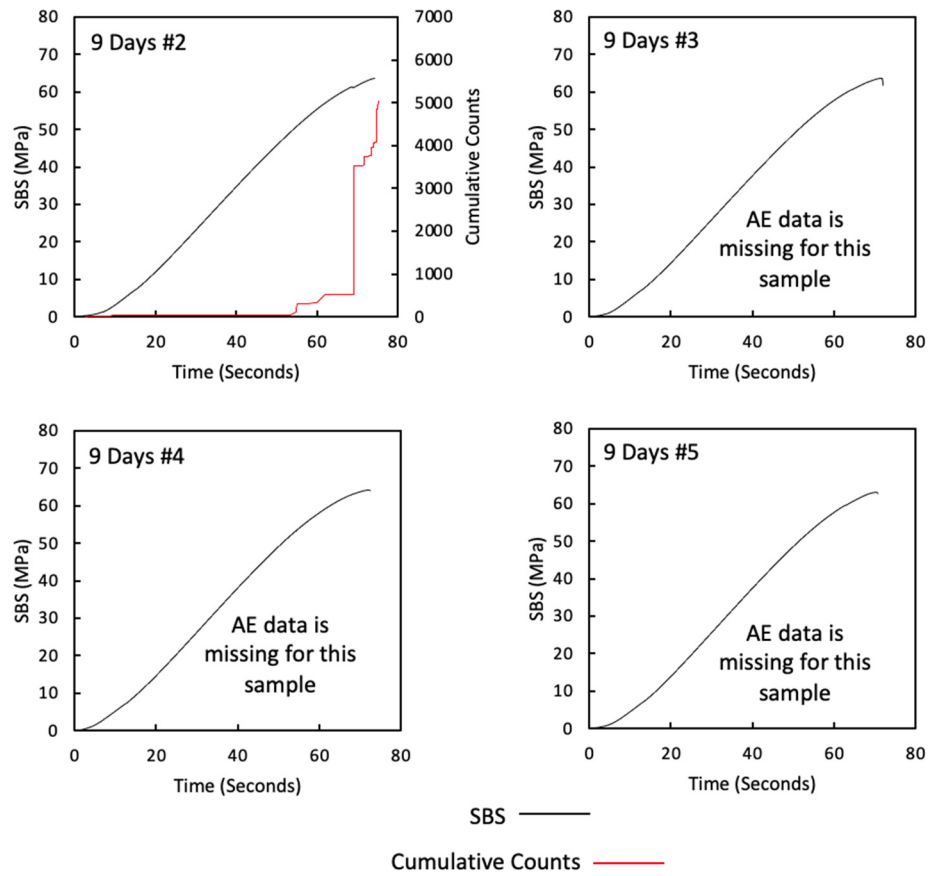 9 Days #2
SBS (MPa)
80
70
60
50
40
30
20
10
0
7000
6000
5000
4000
3000
2000
1000
0
Cumulative Counts
0 20 40 60 80
Time (Seconds)
9 Days #3
SBS (MPa)
80
70
60
50
40
30
20
10
0
AE data is
missing for this
sample
0 20 40 60 80
Time (Seconds)
9 Days #4
SBS (MPa)
80
70
60
50
40
30
20
10
0
AE data is
missing for this
sample
0 20 40 60 80
Time (Seconds)
9 Days #5
SBS (MPa)
80
70
60
50
40
30
20
10
0
AE data is
missing for this
sample
0 20 40 60 80
Time (Seconds)
SBS
Cumulative Counts